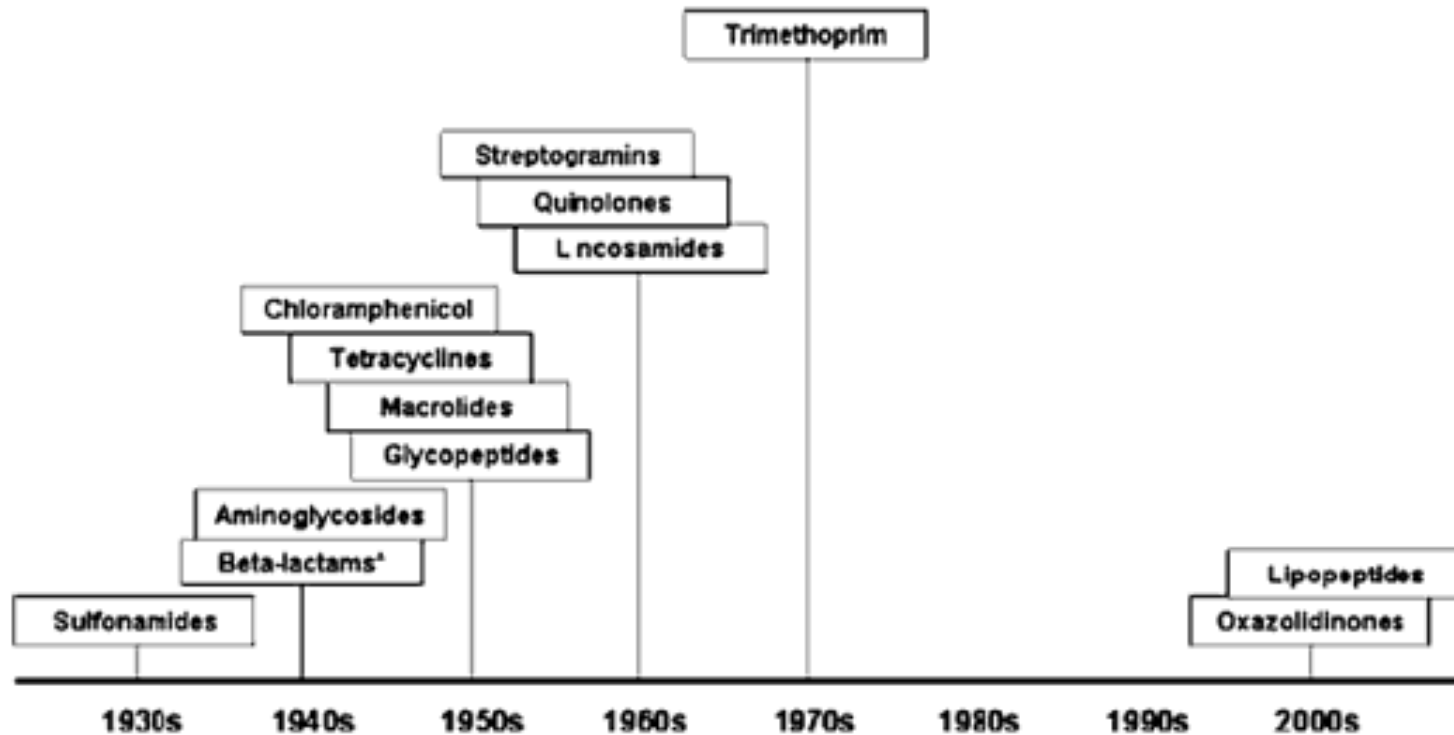 Trimethoprim
Streptogramins
Quinolones
L ncosamides
Chloramphenicol
Tetracyclines
Macrolides
Glycopeptides
Aminoglycosides
Beta-lactams*
Lipopeptides
Sulfonamides
Oxazolidinones
1930s 1940s 1950s 1960s 1970s 1980s 1990s 2000s